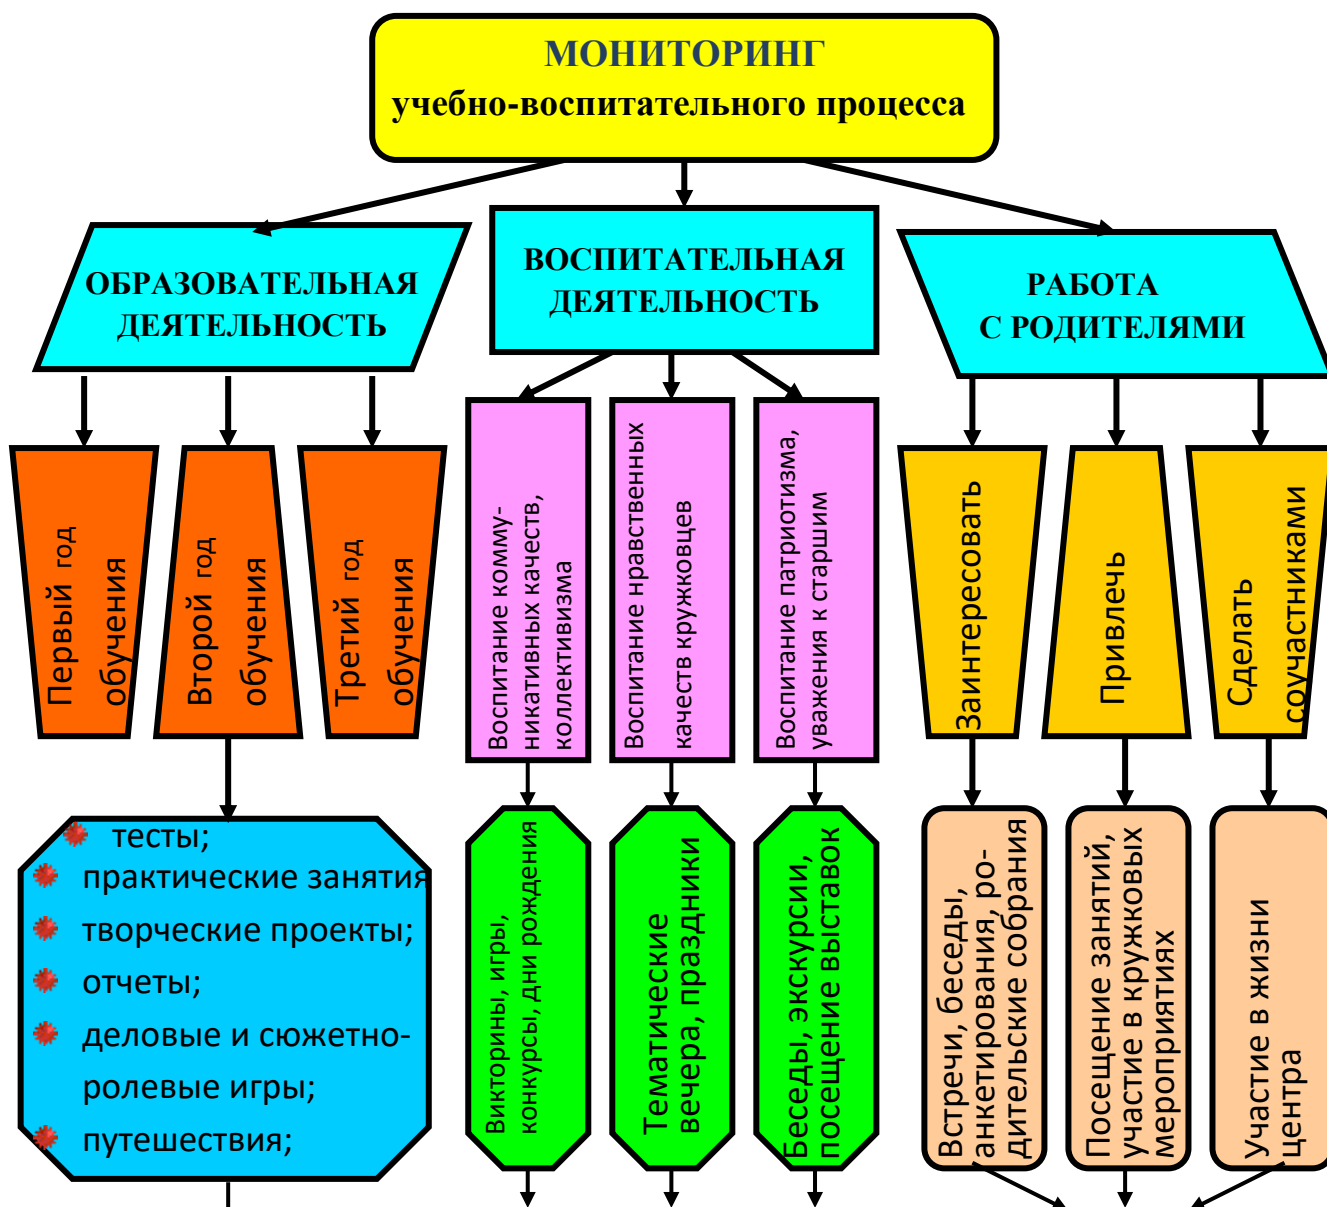 МОНИТОРИНГ
учебно-воспитательного процесса
ОБРАЗОВАТЕЛЬНАЯ
ДЕЯТЕЛЬНОСТЬ
ВОСПИТАТЕЛЬНАЯ
ДЕЯТЕЛЬНОСТЬ
РАБОТА
С РОДИТЕЛЯМИ
Первый год
обучения
Второй год
обучения
Третий год
обучения
Воспитание комму-
никативных качеств,
коллективизма
Воспитание нравственных
качеств кружковцев
Воспитание патриотизма,
уважения к старшим
Заинтересовать
Привлечь
Сделать
соучастниками
тесты;
практические занятия
творческие проекты;
отчеты;
деловые и сюжетно-
ролевые игры;
путешествия;
Викторины, игры,
конкурсы, дни рождения
Тематические
вечера, праздники
Беседы, экскурсии,
посещение выставок
Встречи, беседы,
анкетирования, ро-
дительские собрания
Посещение занятий,
участие в кружковых
мероприятиях
Участие в жизни
центра